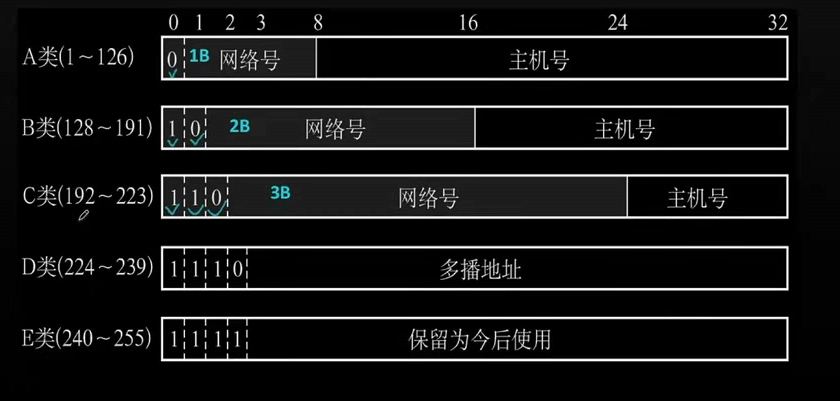 0 1 2 3 8 16 24 32
A类(1～126) 0 1B 网络号 主机号
B类(128～191) 1 0 2B 网络号 主机号
C类(192～223) 1 1 0 3B 网络号 主机号
D类(224～239) 1 1 1 0 多播地址
E类(240～255) 1 1 1 1 保留为今后使用